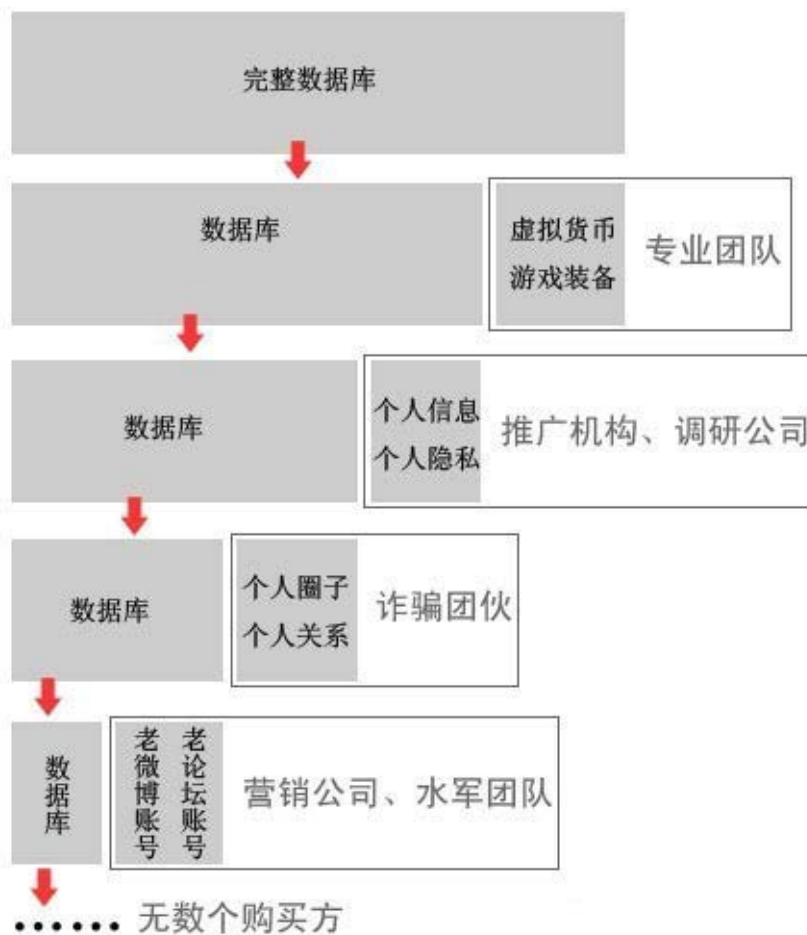 完整数据库
数据库
虚拟货币
游戏装备
专业团队
数据库
个人信息
个人隐私
推广机构、调研公司
数据库
个人圈子
个人关系
诈骗团伙
数据库
老微博账号
老论坛账号
营销公司、水军团队
...... 无数个购买方